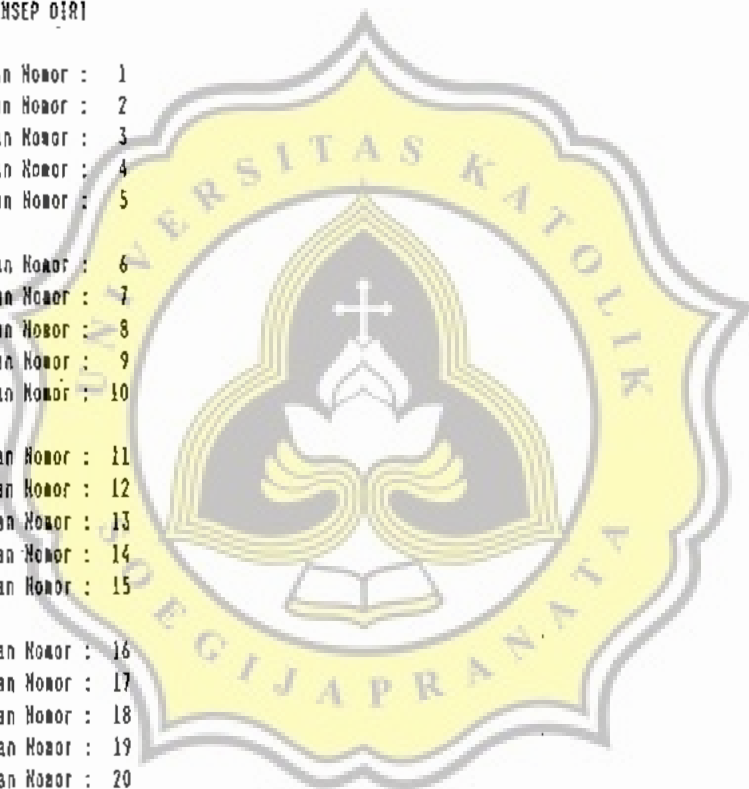 NSEP DIRI
an Nomor : 1
an Nomor : 2
an Nomor : 3
an Nomor : 4
an Nomor : 5
an Nomor : 6
an Nomor : 7
an Nomor : 8
an Nomor : 9
an Nomor : 10
an Nomor : 11
an Nomor : 12
an Nomor : 13
an Nomor : 14
an Nomor : 15
an Nomor : 16
an Nomor : 17
an Nomor : 18
an Nomor : 19
an Nomor : 20
UNIVERSITAS KATOLIK
SOEGIJAPRANATA